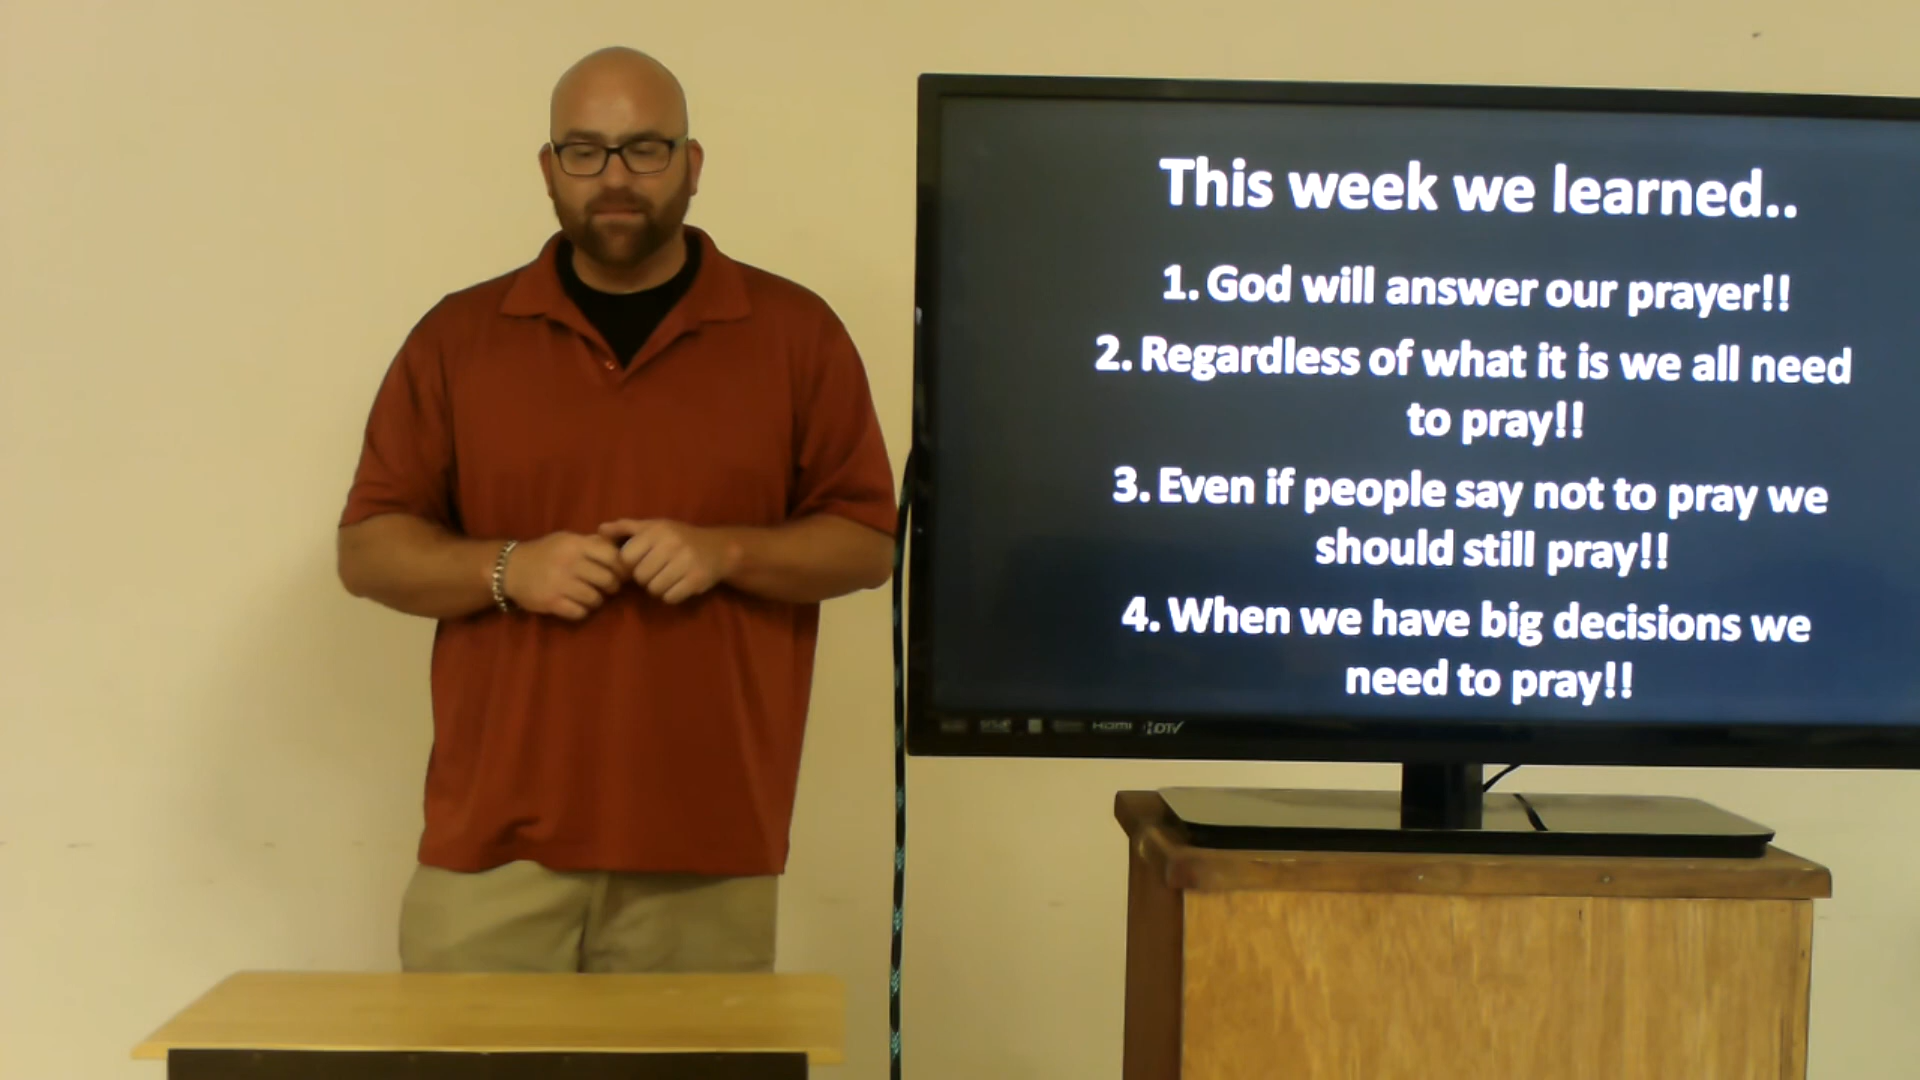 This week we learned..
1. God will answer our prayer!!
2. Regardless of what it is we all need
to pray!!
3. Even if people say not to pray we
should still pray!!
4. When we have big decisions we
need to pray!!
HDMI HDTV